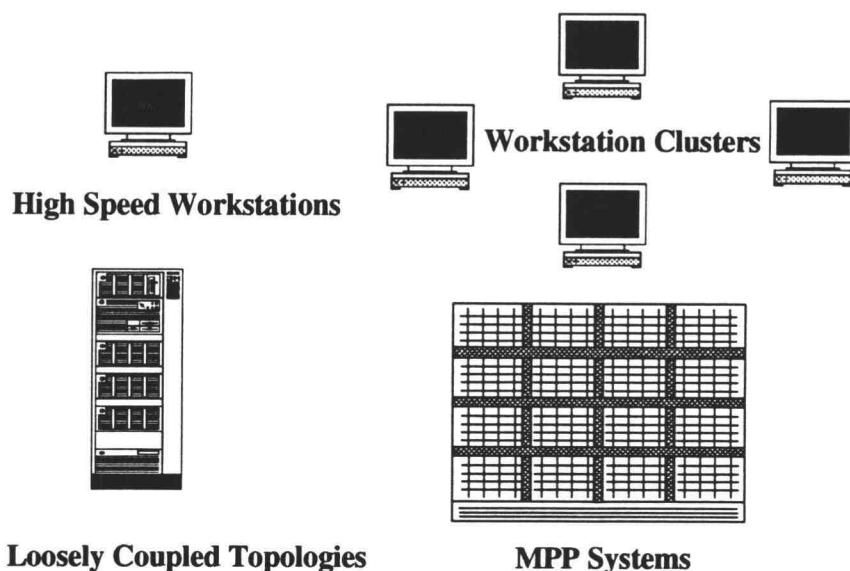 High Speed Workstations
Workstation Clusters
Loosely Coupled Topologies
MPP Systems